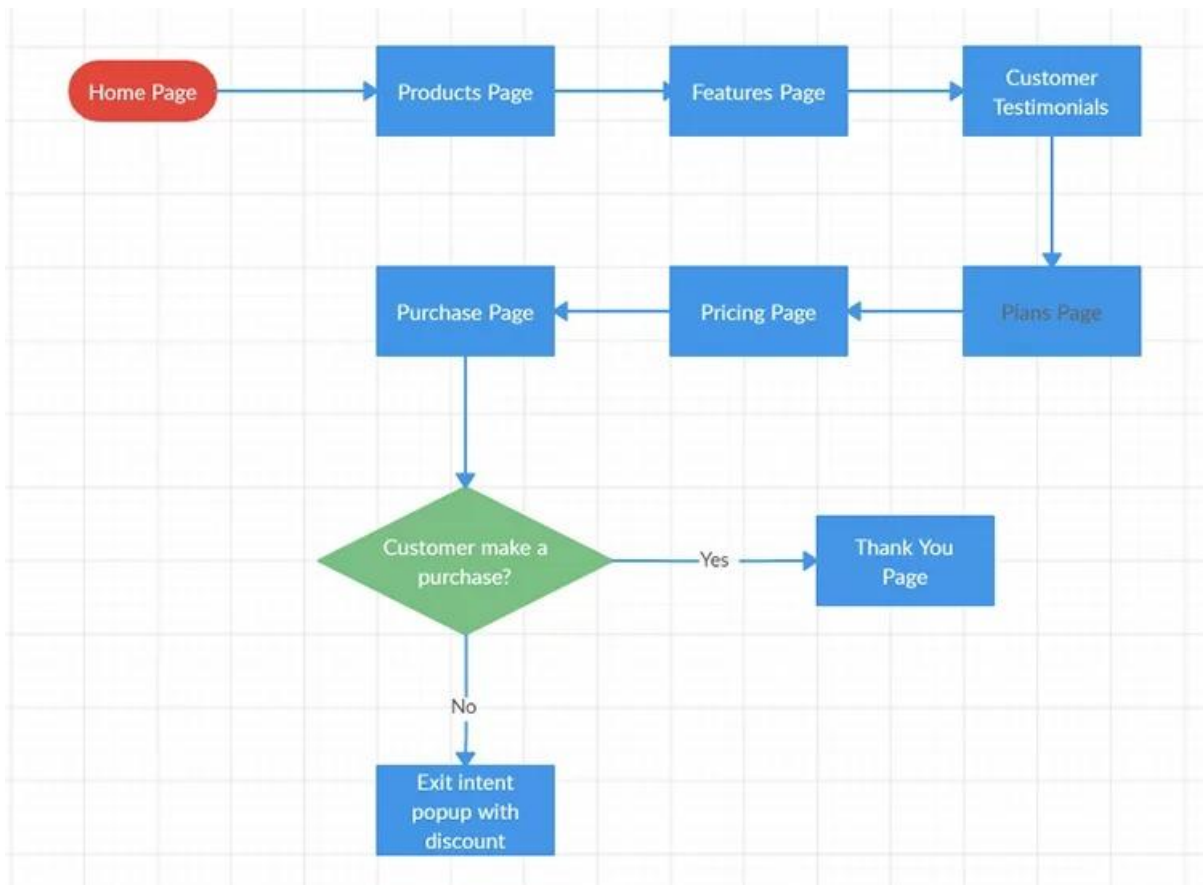 Home Page
Products Page
Features Page
Customer
Testimonials
Plans Page
Pricing Page
Purchase Page
Customer make a
purchase?
Yes
Thank You
Page
No
Exit intent
popup with
discount